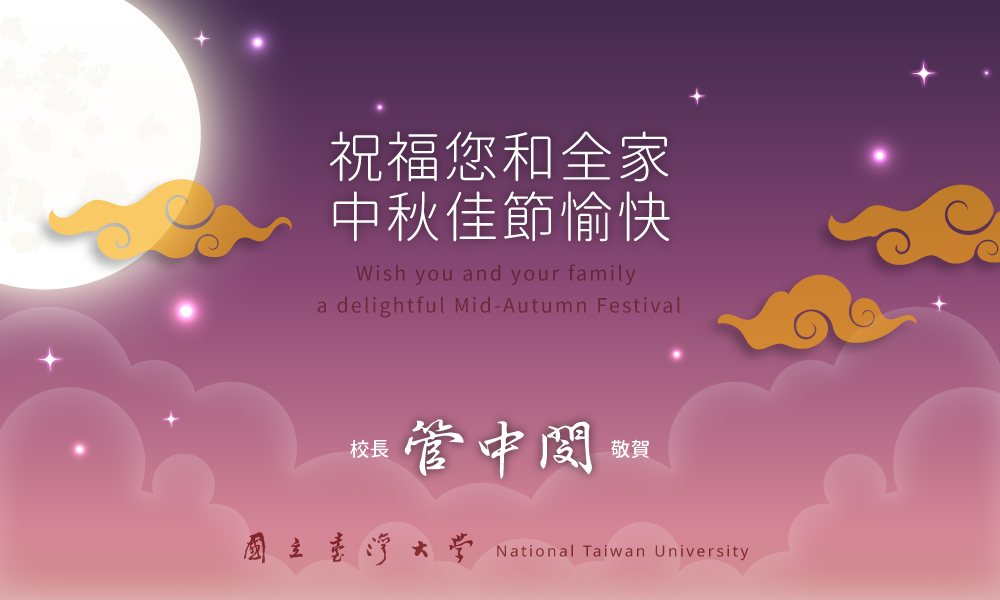 祝福您和全家
中秋佳節愉快
Wish you and your family
a delightful Mid-Autumn Festival
校長 管中閔 敬賀
國立臺灣大学 National Taiwan University